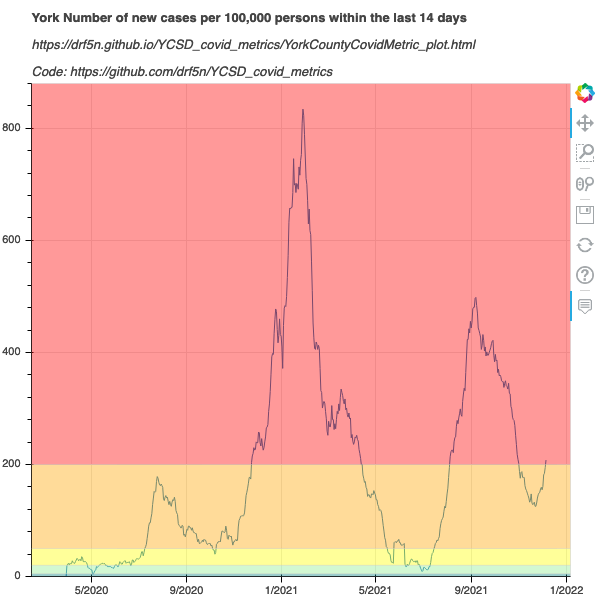 York Number of new cases per 100,000 persons within the last 14 days
https://drf5n.github.io/YCSD_covid_metrics/YorkCountyCovidMetric_plot.html
Code: https://github.com/drf5n/YCSD_covid_metrics
800
600
400
200
0
5/2020 9/2020 1/2021 5/2021 9/2021 1/2022